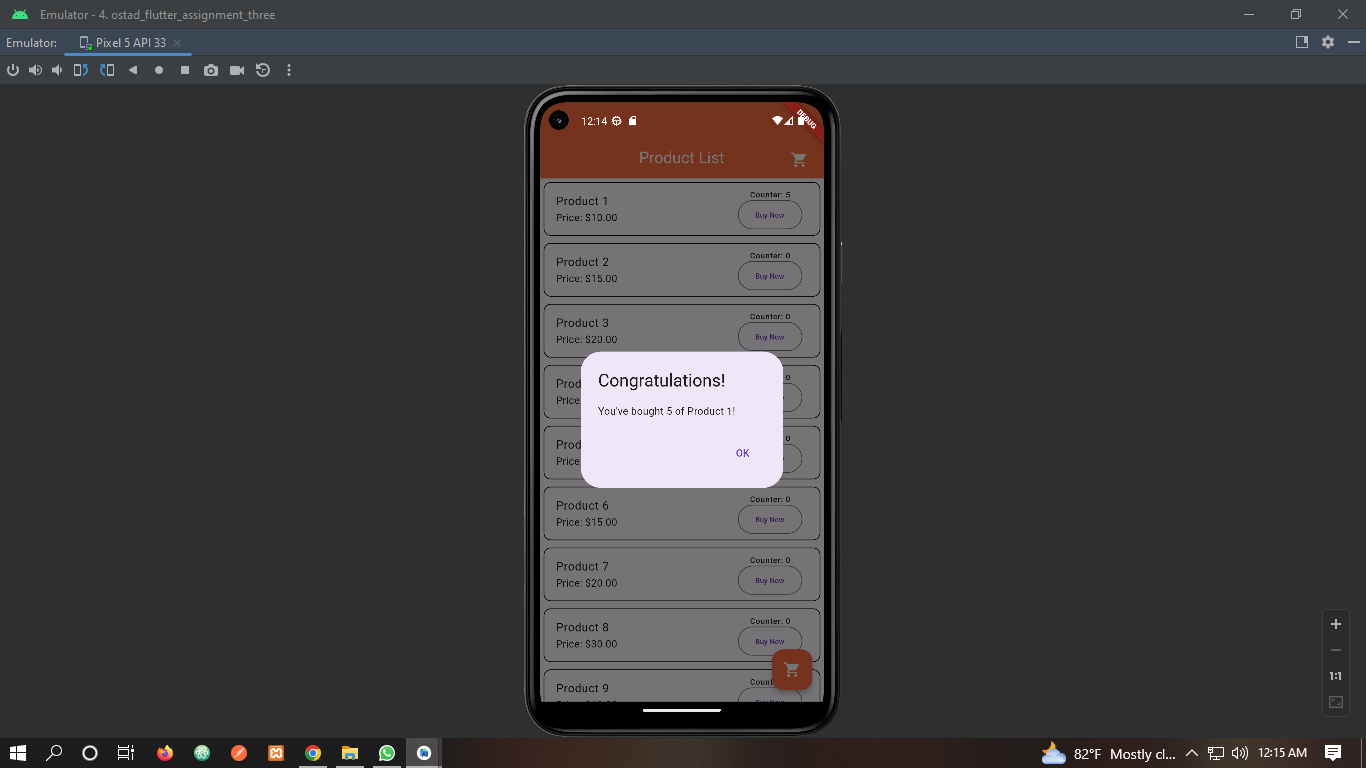 Emulator - 4. ostad_flutter_assignment_three
Emulator:
Pixel 5 API 33
12:14
DEBUG
Product List
Product 1
Price: $10.00
Counter: 5
Buy Now
Product 2
Price: $15.00
Counter: 0
Buy Now
Product 3
Price: $20.00
Counter: 0
Buy Now
Prod
Price:
0
Congratulations!
You've bought 5 of Product 1!
OK
Prod
Price:
0
Product 6
Price: $15.00
Counter: 0
Buy Now
Product 7
Price: $20.00
Counter: 0
Buy Now
Product 8
Price: $30.00
Counter: 0
Buy Now
Product 9
1:1
82°F Mostly cl...
12:15 AM